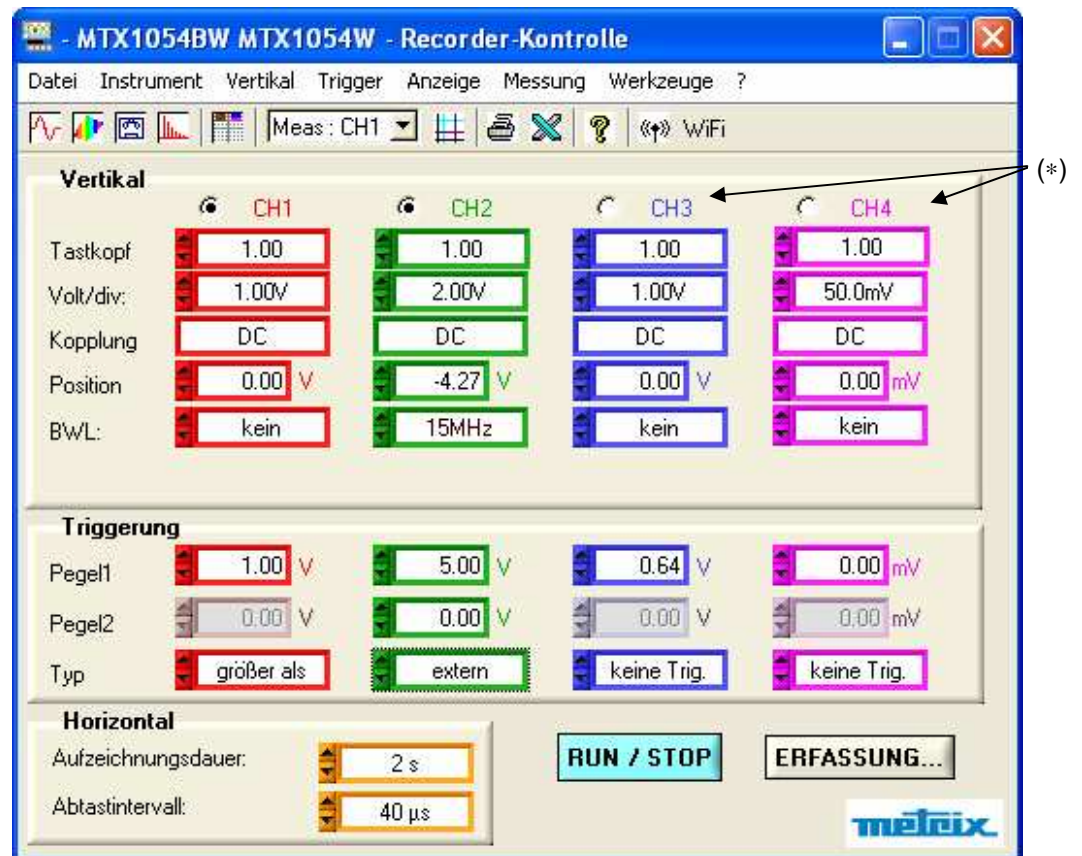 - MTX1054BW MTX1054W - Recorder-Kontrolle
Datei Instrument Vertikal Trigger Anzeige Messung Werkzeuge ?
Meas : CH1 WiFi
(*)
Vertikal
CH1 CH2 CH3 CH4
Tastkopf 1.00 1.00 1.00 1.00
Volt/div: 1.00V 2.00V 1.00V 50.0mV
Kopplung DC DC DC DC
Position 0.00 V -4.27 V 0.00 V 0.00 mV
BWL: kein 15MHz kein kein
Triggerung
Pegel1 1.00 V 5.00 V 0.64 V 0.00 mV
Pegel2 0.00 V 0.00 V 0.00 V 0.00 mV
Typ größer als extern keine Trig. keine Trig.
Horizontal
Aufzeichnungsdauer: 2 s
RUN / STOP ERFASSUNG...
Abtastintervall: 40 µs
metrix